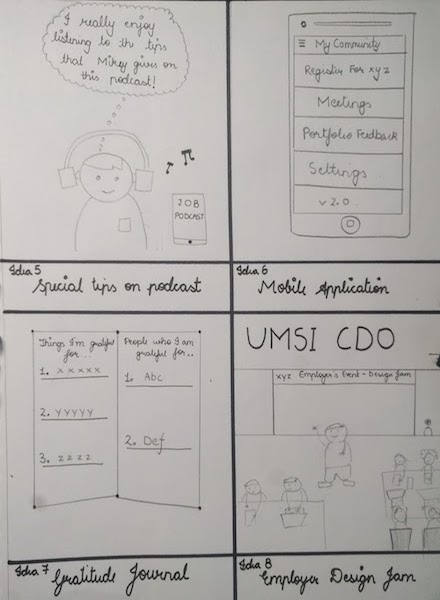 I really enjoy
listening to the tips
that Mikey gives on
this podcast!
JOB
PODCAST
Idea 5
Special tips on podcast
My Community
Register For xyz
Meetings
Portfolio Feedback
Settings
v 2.0
Idea 6
Mobile Application
Things I'm grateful
for...
1. xxxxx
2. yyyyy
3. zzzz
People who I am
grateful for..
1. Abc
2. Def
Idea 7
Gratitude Journal
UMSI CDO
xyz Employer's Event - Design Jam
Idea 8
Employer Design Jam